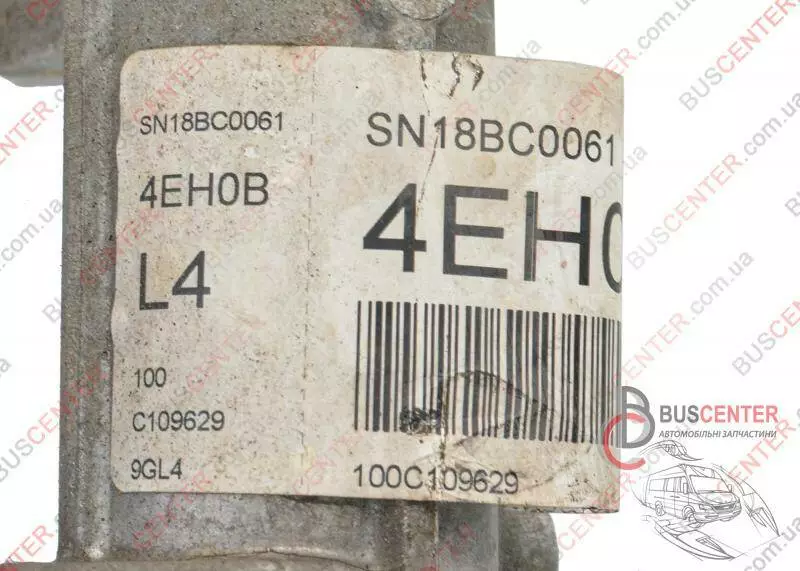 SN18BC0061
4EH0B
L4
100
C109629
9GL4
SN18BC0061
4EH0
100C109629
BUSCENTER
АВТОМОБІЛЬНІ ЗАПЧАСТИНИ
BUSCENTER.com.ua